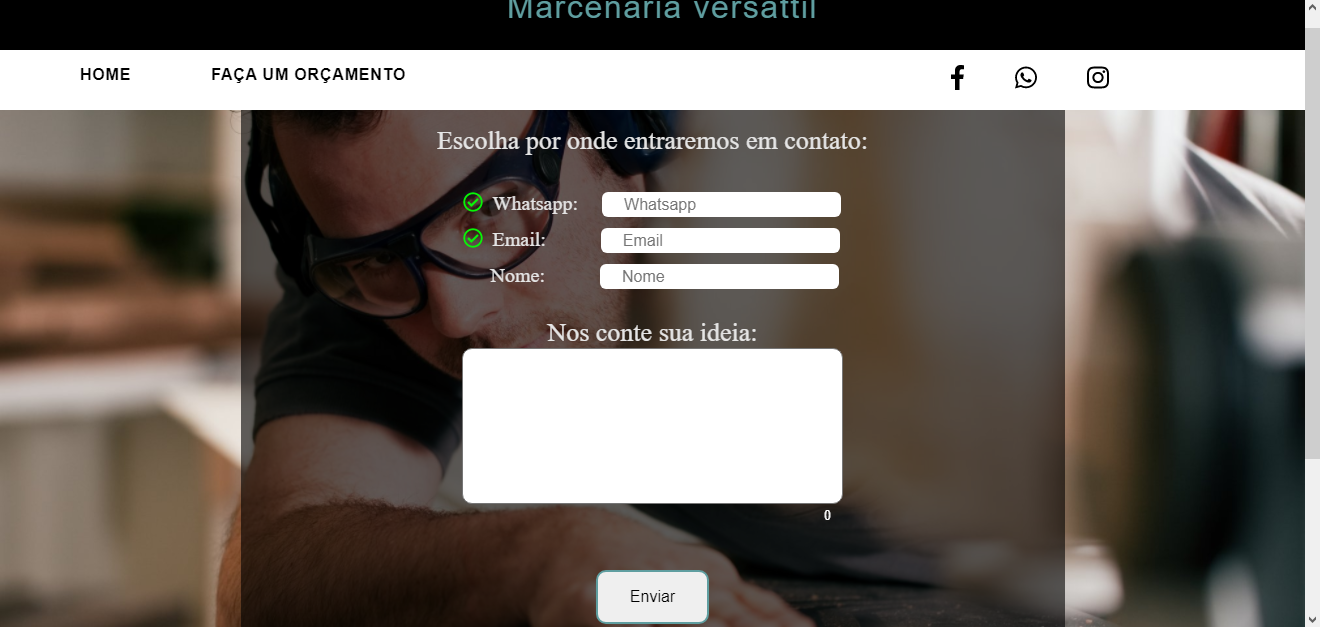 Marcenaria versattil
HOME
FAÇA UM ORÇAMENTO
Escolha por onde entraremos em contato:
Whatsapp: Whatsapp
Email: Email
Nome: Nome
Nos conte sua ideia:
0
Enviar